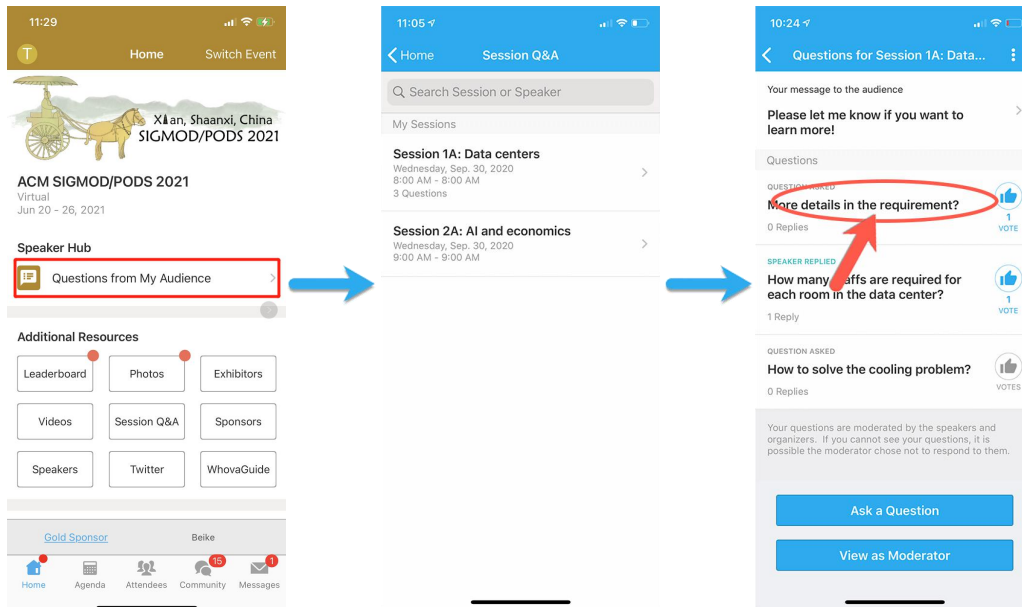 11:29
T
Home
Switch Event
Xi'an, Shaanxi, China
SIGMOD/PODS 2021
ACM SIGMOD/PODS 2021
Virtual
Jun 20 - 26, 2021
Speaker Hub
Questions from My Audience
Additional Resources
Leaderboard
Photos
Exhibitors
Videos
Session Q&A
Sponsors
Speakers
Twitter
WhovaGuide
Gold Sponsor
Beike
15
1
Home
Agenda
Attendees
Community
Messages
11:05
Home
Session Q&A
Search Session or Speaker
My Sessions
Session 1A: Data centers
Wednesday, Sep. 30, 2020
8:00 AM - 8:00 AM
3 Questions
Session 2A: AI and economics
Wednesday, Sep. 30, 2020
9:00 AM - 9:00 AM
10:24
Questions for Session 1A: Data...
Your message to the audience
Please let me know if you want to
learn more!
Questions
QUESTION ASKED
More details in the requirement?
0 Replies
1
VOTE
SPEAKER REPLIED
How many staffs are required for
each room in the data center?
1 Reply
1
VOTE
QUESTION ASKED
How to solve the cooling problem?
0 Replies
VOTES
Your questions are moderated by the speakers and
organizers. If you cannot see your questions, it is
possible the moderator chose not to respond to them.
Ask a Question
View as Moderator